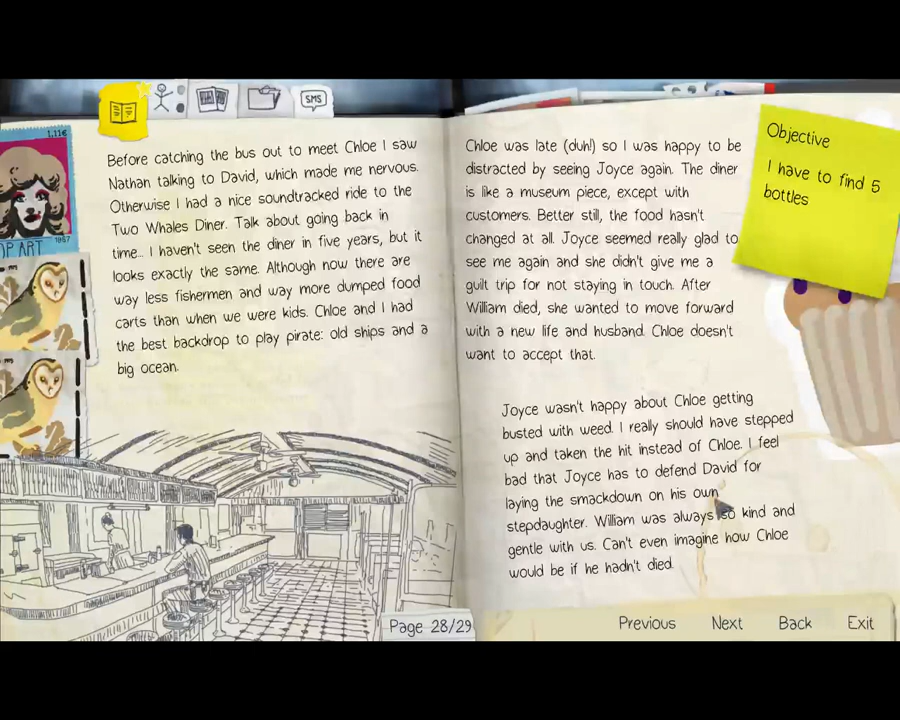 SMS
1,11€
OP ART
1967
Before catching the bus out to meet Chloe I saw
Nathan talking to David, which made me nervous.
Otherwise I had a nice soundtracked ride to the
Two Whales Diner. Talk about going back in
time... I haven't seen the diner in five years, but it
looks exactly the same. Although now there are
way less fishermen and way more dumped food
carts than when we were kids. Chloe and I had
the best backdrop to play pirate: old ships and a
big ocean.
Page 28/29
Chloe was late (duh!) so I was happy to be
distracted by seeing Joyce again. The diner
is like a museum piece, except with
customers. Better still, the food hasn't
changed at all. Joyce seemed really glad to
see me again and she didn't give me a
guilt trip for not staying in touch. After
William died, she wanted to move forward
with a new life and husband. Chloe doesn't
want to accept that.
Joyce wasn't happy about Chloe getting
busted with weed. I really should have stepped
up and taken the hit instead of Chloe. I feel
bad that Joyce has to defend David for
laying the smackdown on his own
stepdaughter. William was always so kind and
gentle with us. Can't even imagine how Chloe
would be if he hadn't died.
Objective
I have to find 5
bottles
Previous
Next
Back
Exit